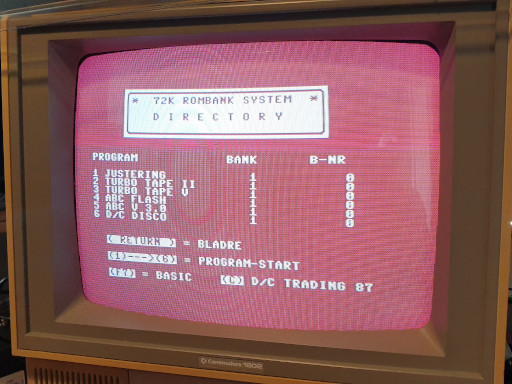 * 72K ROMBANK SYSTEM *
DIRECTORY
PROGRAM BANK B-NR
1 JUSTERING 1 0
2 TURBO TAPE II 1 0
3 TURBO TAPE V 1 0
4 ABC FLASH 1 0
5 ABC V 3.0 1 0
6 D/C DISCO 1 0
( RETURN ) = BLADRE
(1)--->(6) = PROGRAM-START
(F7) = BASIC (C) D/C TRADING 87
Commodore 1802